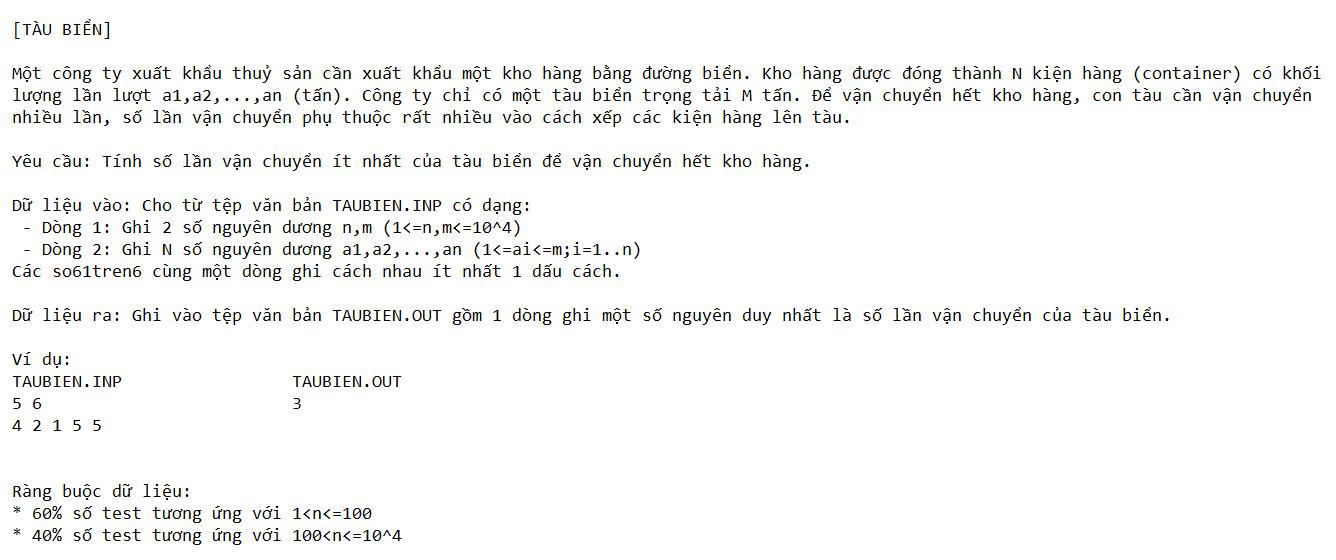 [TÀU BIỂN]
Một công ty xuất khẩu thuỷ sản cần xuất khẩu một kho hàng bằng đường biển. Kho hàng được đóng thành N kiện hàng (container) có khối
lượng lần lượt a1,a2,...,an (tấn). Công ty chỉ có một tàu biển trọng tải M tấn. Để vận chuyển hết kho hàng, con tàu cần vận chuyển
nhiều lần, số lần vận chuyển phụ thuộc rất nhiều vào cách xếp các kiện hàng lên tàu.
Yêu cầu: Tính số lần vận chuyển ít nhất của tàu biển để vận chuyển hết kho hàng.
Dữ liệu vào: Cho từ tệp văn bản TAUBIEN.INP có dạng:
- Dòng 1: Ghi 2 số nguyên dương n,m (1<=n,m<=10^4)
- Dòng 2: Ghi N số nguyên dương a1,a2,...,an (1<=ai<=m;i=1..n)
Các so61tren6 cùng một dòng ghi cách nhau ít nhất 1 dấu cách.
Dữ liệu ra: Ghi vào tệp văn bản TAUBIEN.OUT gồm 1 dòng ghi một số nguyên duy nhất là số lần vận chuyển của tàu biển.
Ví dụ:
TAUBIEN.INP TAUBIEN.OUT
5 6 3
4 2 1 5 5
Ràng buộc dữ liệu:
* 60% số test tương ứng với 1<n<=100
* 40% số test tương ứng với 100<n<=10^4